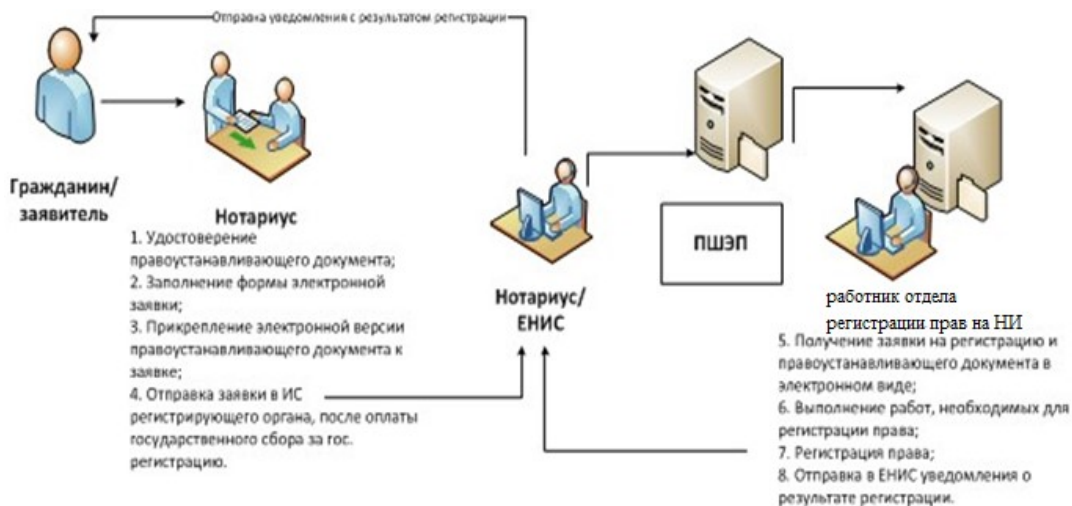 Отправка уведомления с результатом регистрации
Гражданин/
заявитель
Нотариус
1. Удостоверение
правоустанавливающего документа;
2. Заполнение формы электронной
заявки;
3. Прикрепление электронной версии
правоустанавливающего документа к
заявке;
4. Отправка заявки в ИС
регистрирующего органа, после оплаты
государственного сбора за гос.
регистрацию.
Нотариус/
ЕНИС
ПШЭП
работник отдела
регистрации прав на НИ
5. Получение заявки на регистрацию и
правоустанавливающего документа в
электронном виде;
6. Выполнение работ, необходимых для
регистрации права;
7. Регистрация права;
8. Отправка в ЕНИС уведомления о
результате регистрации.